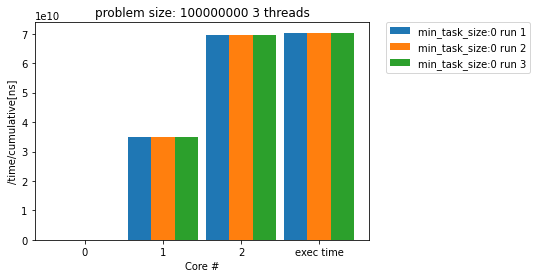 problem size: 100000000 3 threads
1e10
7
6
5
4
3
2
1
0
/time/cumulative[ns]
0 1 2 exec time
Core #
min_task_size:0 run 1
min_task_size:0 run 2
min_task_size:0 run 3